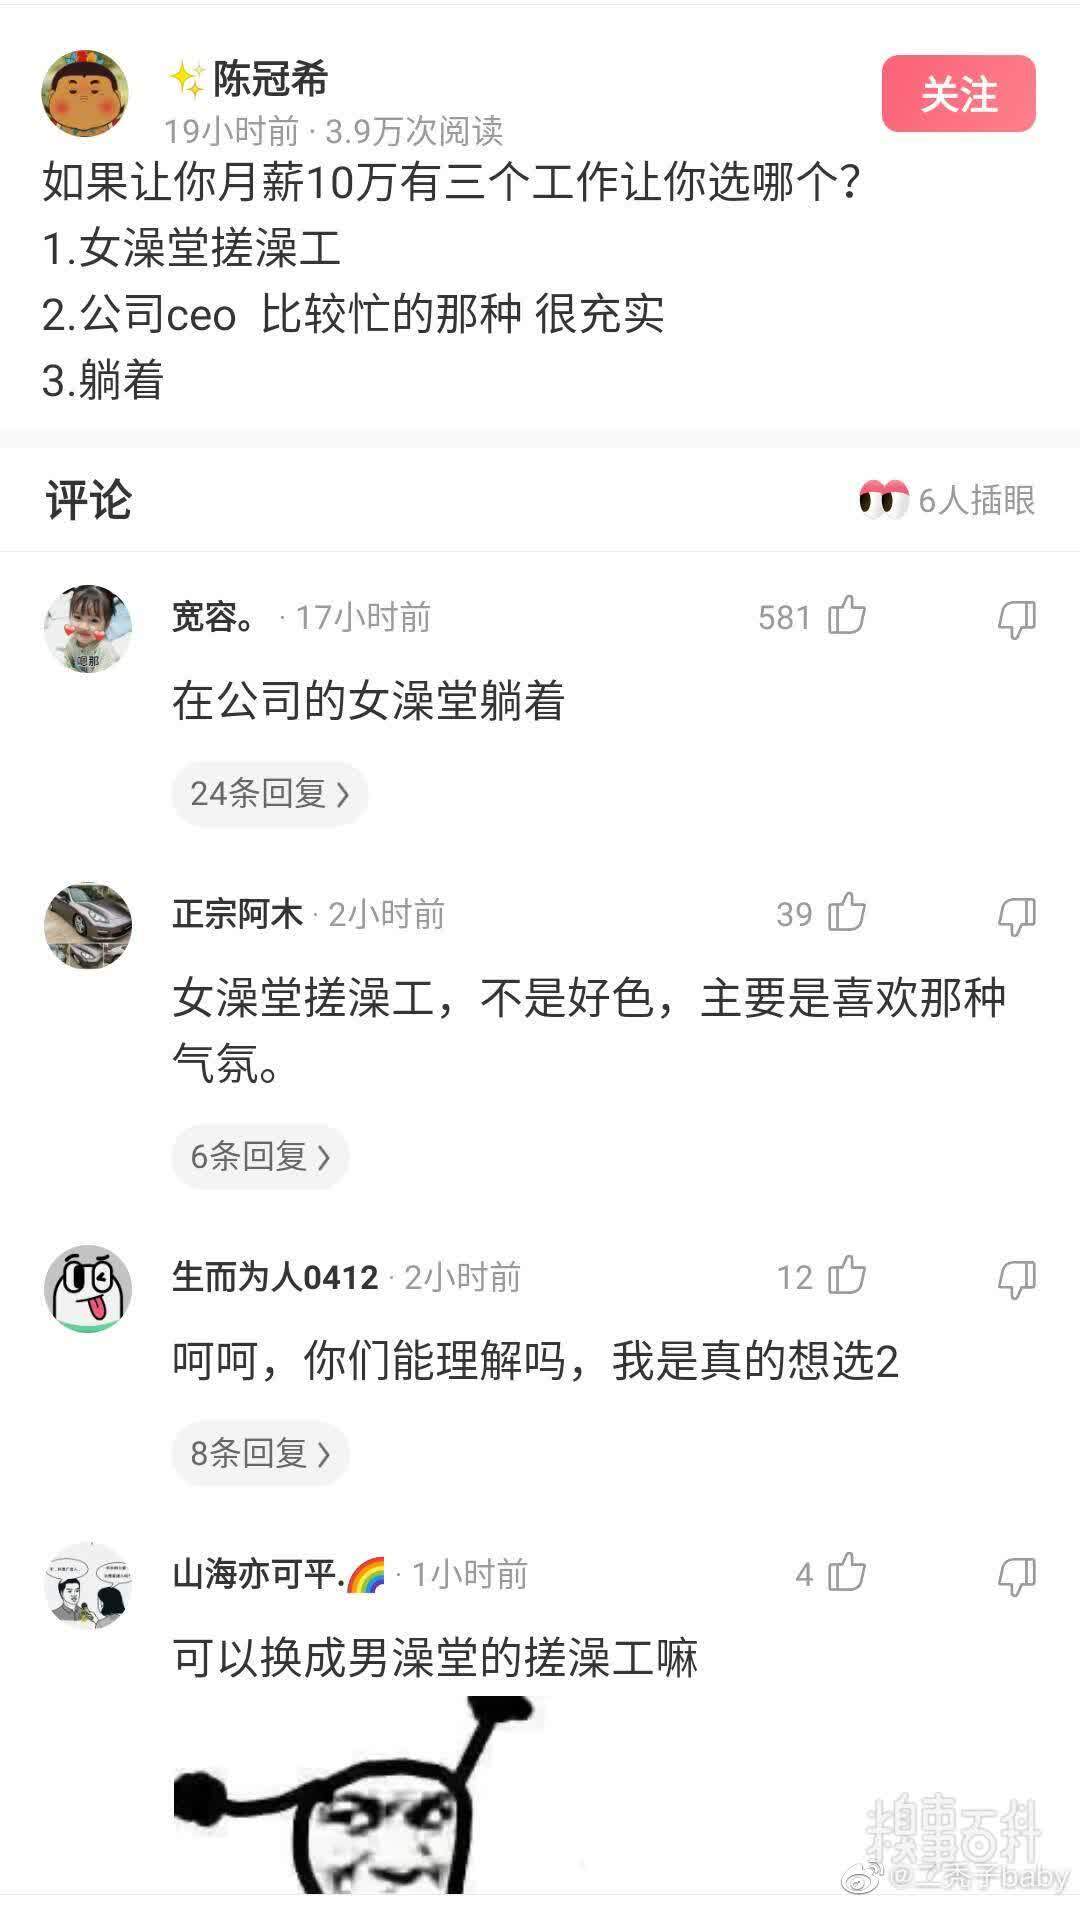 陈冠希
关注
19小时前 · 3.9万次阅读
如果让你月薪10万有三个工作让你选哪个？
1.女澡堂搓澡工
2.公司ceo 比较忙的那种 很充实
3.躺着
评论
6人插眼
宽容。 · 17小时前
581
在公司的女澡堂躺着
24条回复
正宗阿木 · 2小时前
39
女澡堂搓澡工，不是好色，主要是喜欢那种
气氛。
6条回复
生而为人0412 · 2小时前
12
呵呵，你们能理解吗，我是真的想选2
8条回复
山海亦可平. · 1小时前
4
可以换成男澡堂的搓澡工嘛
糗事百科